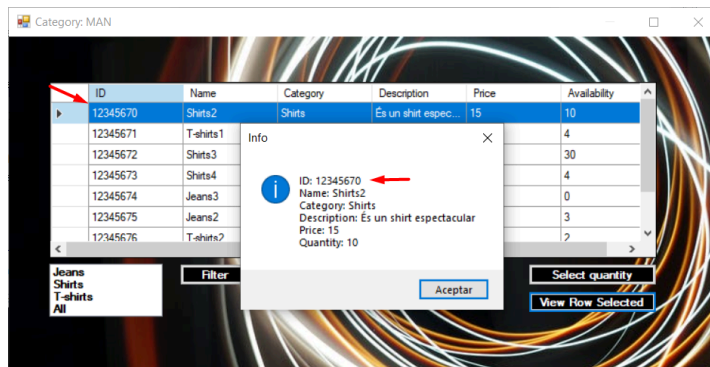 Category: MAN
ID Name Category Description Price Availability
12345670 Shirts2 Shirts És un shirt espec... 15 10
12345671 T-shirts1 4
12345672 Shirts3 30
12345673 Shirts4 4
12345674 Jeans3 0
12345675 Jeans2 3
12345676 T-shirts2 2
Info
ID: 12345670
Name: Shirts2
Category: Shirts
Description: És un shirt espectacular
Price: 15
Quantity: 10
Aceptar
Jeans
Shirts
T-shirts
All
Filter
Select quantity
View Row Selected